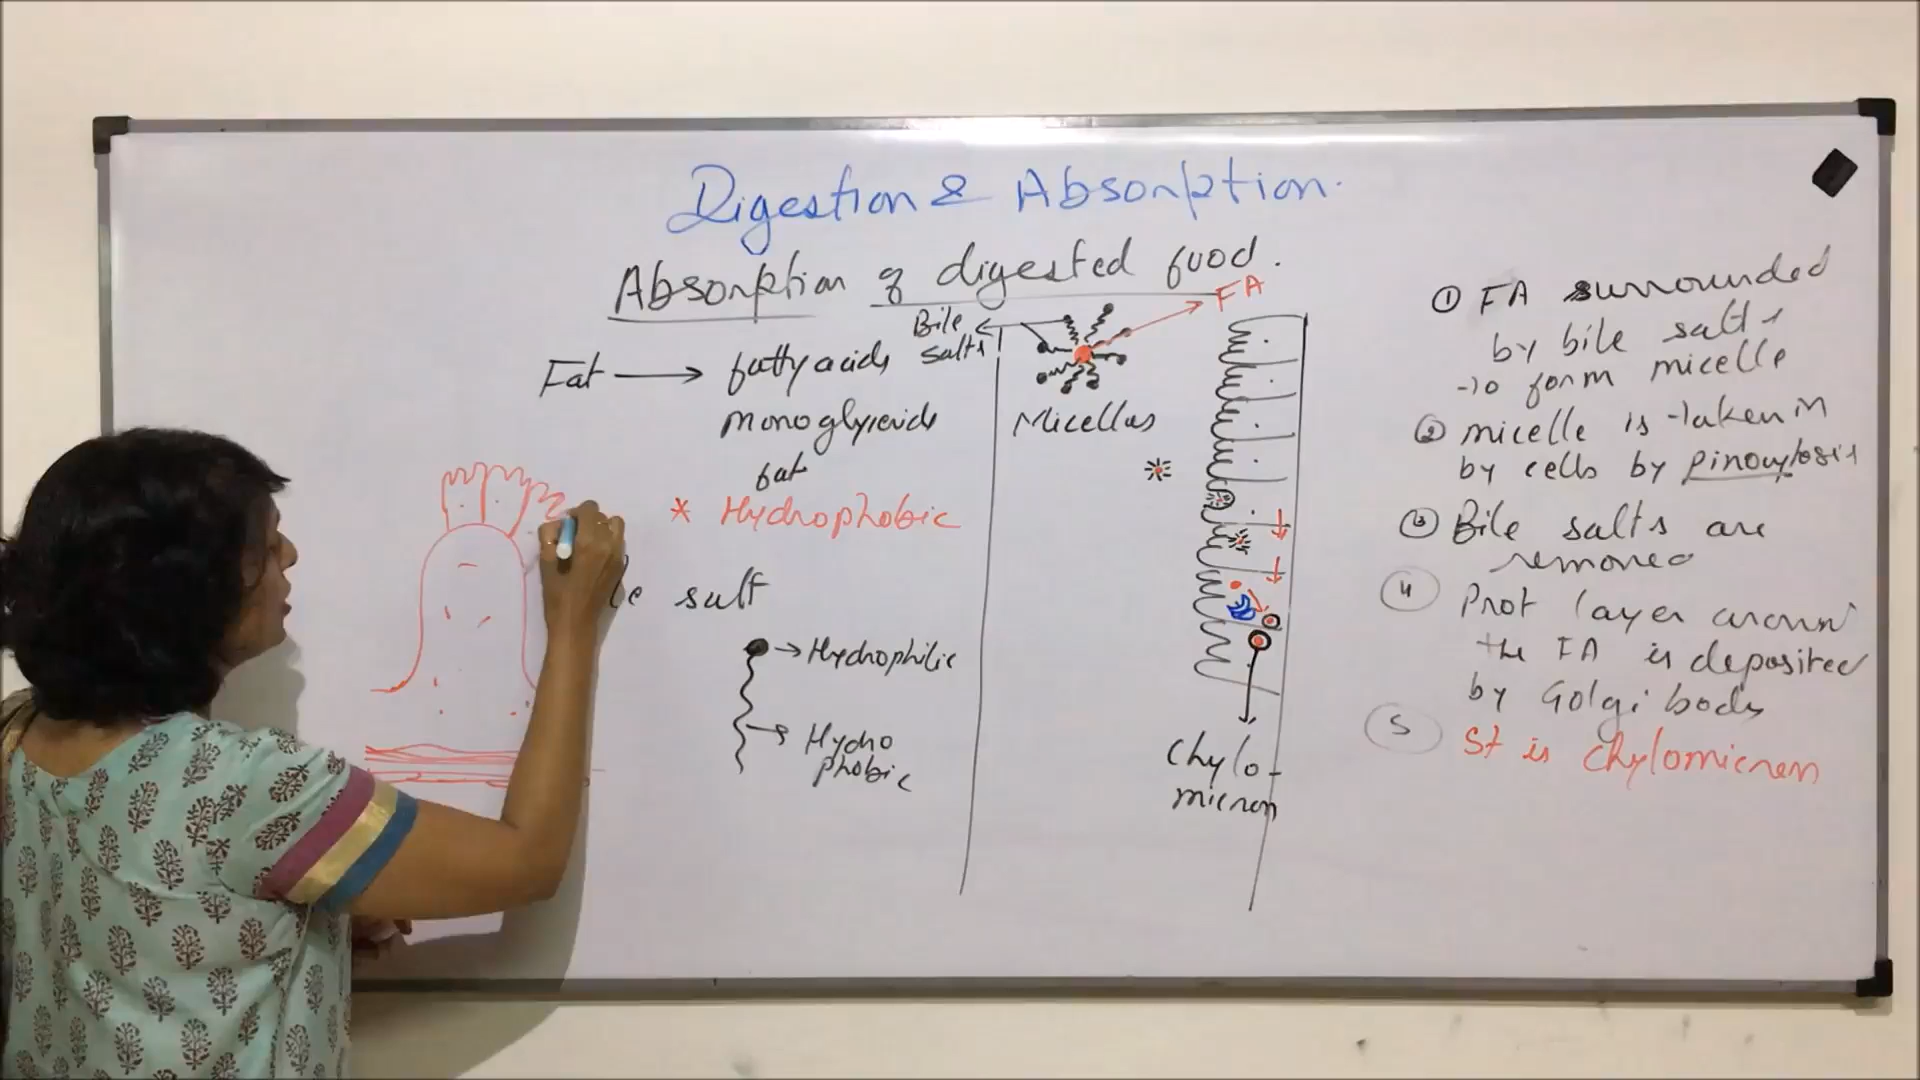 Digestion & Absorption.
Absorption of digested food.
Fat → fatty acids
monoglycerids
fat
* Hydrophobic
salt
→ Hydrophilic
→ Hydro
phobic
Bile
salts
FA
Micellus
Chylo-
micron
① FA surrounded
by bile salts
to form micelle
② micelle is taken in
by cells by pinocytosis
③ Bile salts are
removed
4 Prot layer around
the FA is deposited
by Golgi body
5 St is chylomicron